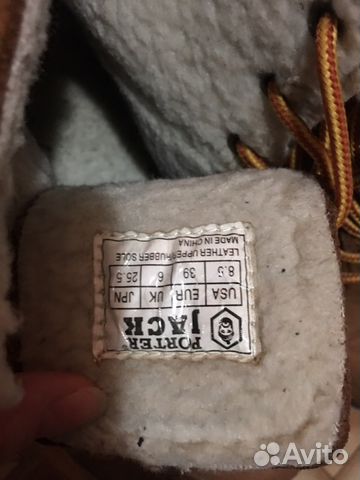 PORTER
JACK
USA EUR UK JPN
8.5 39 6 25.5
LEATHER UPPER/RUBBER SOLE
MADE IN CHINA
Avito